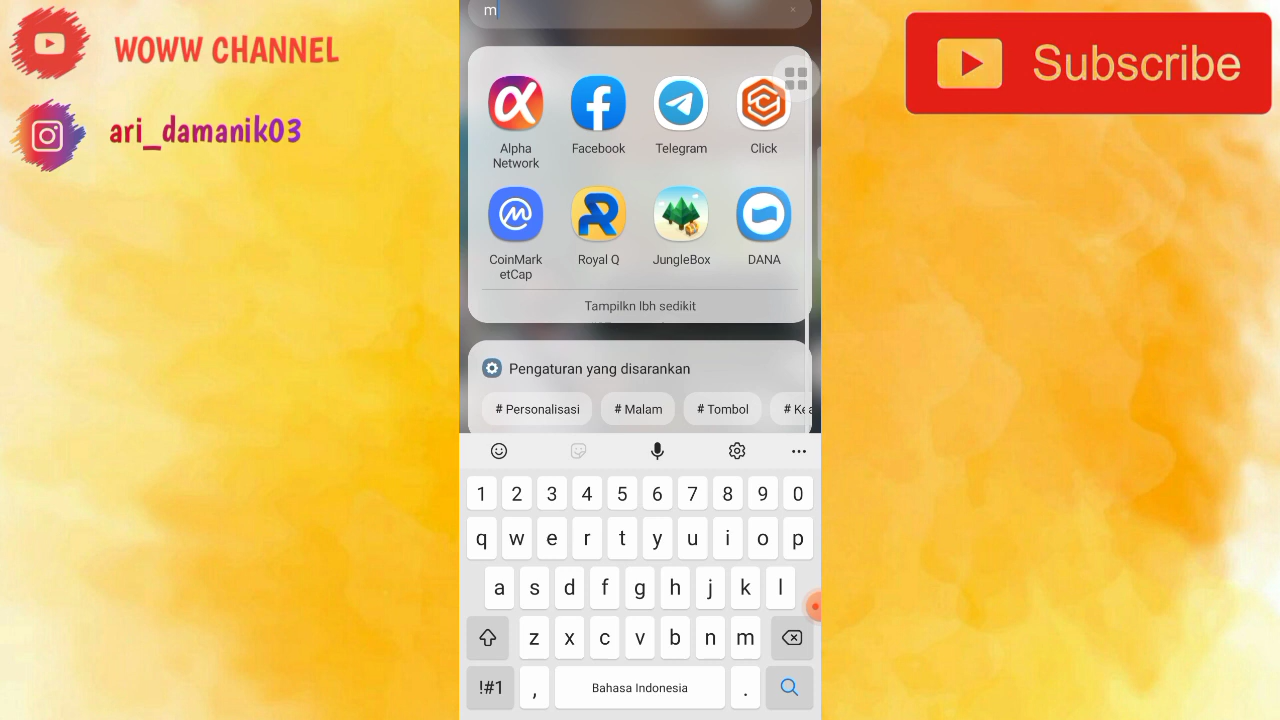 WOWW CHANNEL
ari_damanik03
Subscribe
m
Alpha
Network
Facebook
Telegram
Click
CoinMark
etCap
Royal Q
JungleBox
DANA
Tampilkn lbh sedikit
Pengaturan yang disarankan
# Personalisasi
# Malam
# Tombol
1 2 3 4 5 6 7 8 9 0
q w e r t y u i o p
a s d f g h j k l
z x c v b n m
!#1 , Bahasa Indonesia .